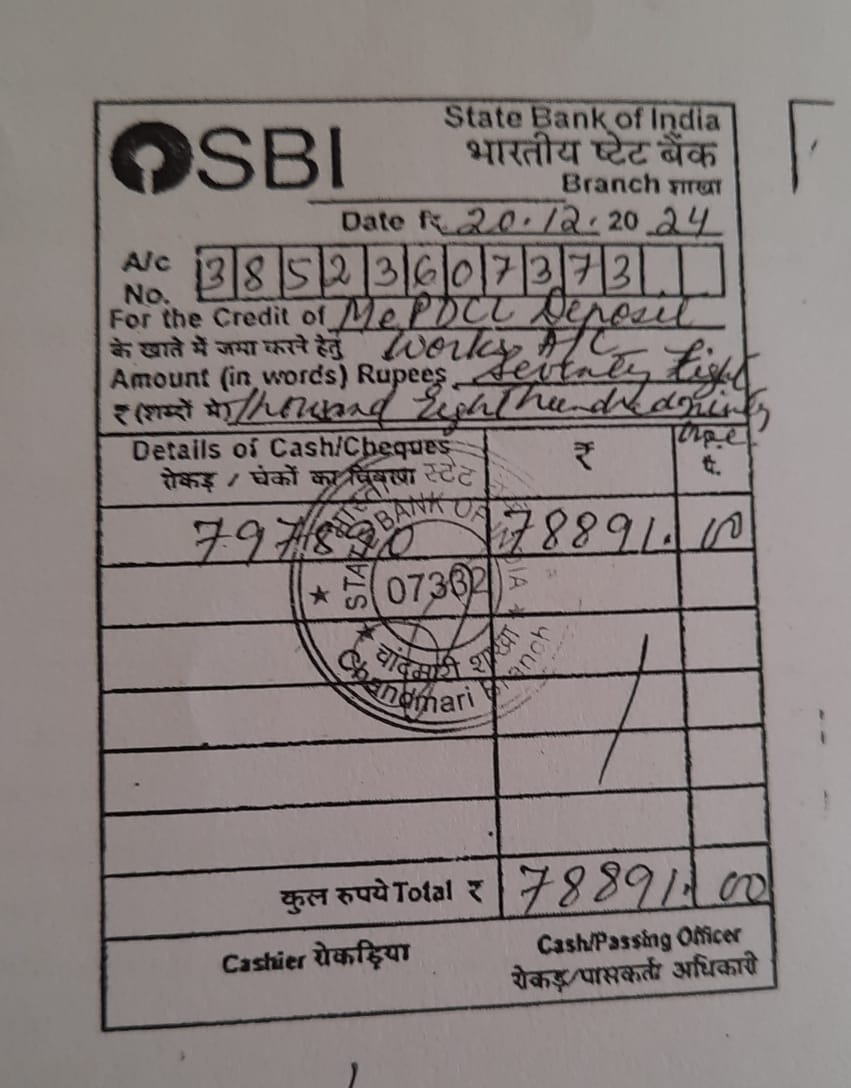 SBI
State Bank of India
भारतीय ष्टेट बैंक
Branch शाखा
Date दि. 20.12.2024
A/c No. 38523607373
For the Credit of MePDCL Deposit
के खाते में जमा करने हेतु Works A/C
Amount (in words) Rupees Seventy Eight
₹ (शब्दों में) Thousand Eight Hundred Ninty
one
Details of Cash/Cheques ₹ पै.
रोकड़ / चेकों का विवरण
78891. 00
STATE BANK OF INDIA
07332
चांदमारी शाखा
Chandmari Branch
कुल रुपये Total ₹ 78891. 00
Cashier रोकड़िया
Cash/Passing Officer
रोकड़/पासकर्ता अधिकारी